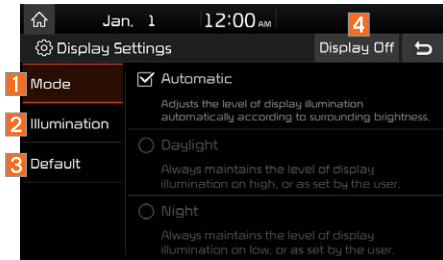 Jan. 1 12:00 AM
4
Display Settings Display Off
1 Mode
Automatic
Adjusts the level of display illumination
automatically according to surrounding brightness.
2 Illumination
Daylight
3 Default
Always maintains the level of display
illumination on high, or as set by the user.
Night
Always maintains the level of display
illumination on low, or as set by the user.